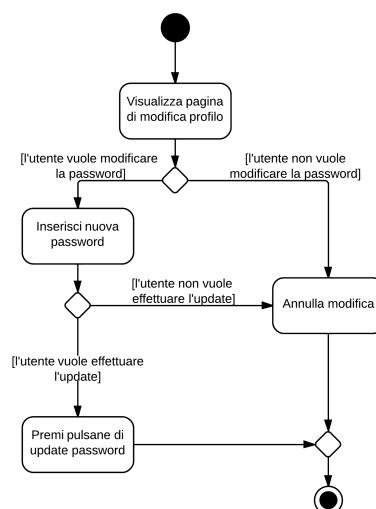 Visualizza pagina
di modifica profilo
[l'utente vuole modificare
la password]
[l'utente non vuole
modificare la password]
Inserisci nuova
password
[l'utente non vuole
effettuare l'update]
Annulla modifica
[l'utente vuole effettuare
l'update]
Premi pulsane di
update password